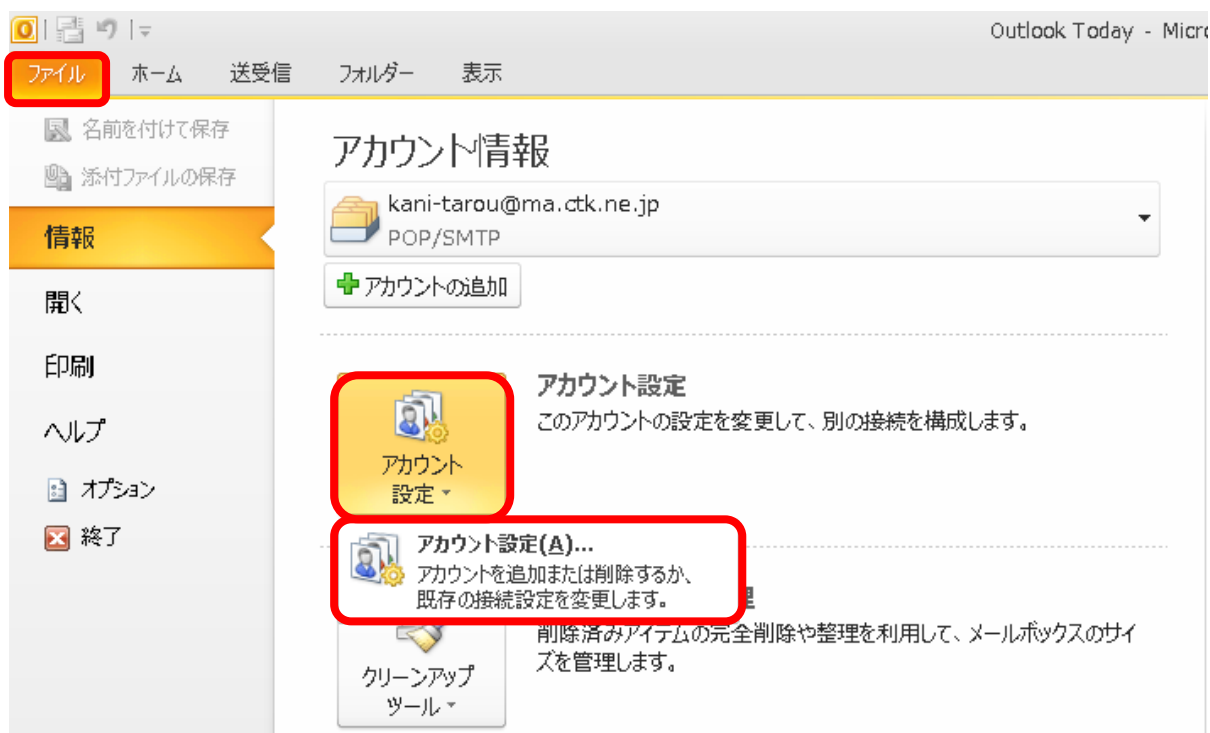 Outlook Today - Micro
ファイル ホーム 送受信 フォルダー 表示
名前を付けて保存
添付ファイルの保存
情報
開く
印刷
ヘルプ
オプション
終了
アカウント情報
kani-tarou@ma.ctk.ne.jp
POP/SMTP
アカウントの追加
アカウント
設定
アカウント設定
このアカウントの設定を変更して、別の接続を構成します。
アカウント設定(A)...
アカウントを追加または削除するか、
既存の接続設定を変更します。
理
削除済みアイテムの完全削除や整理を利用して、メールボックスのサイ
ズを管理します。
クリーンアップ
ツール